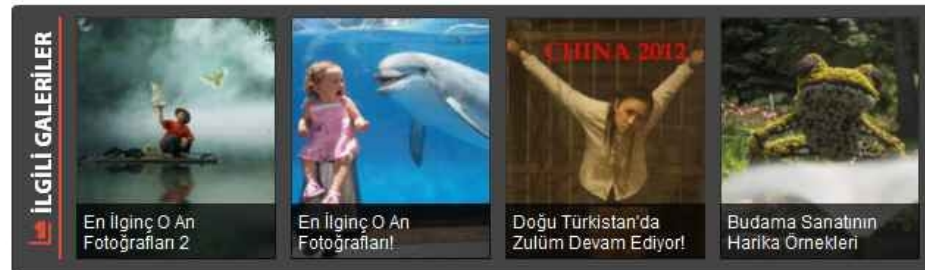 İLGİLİ GALERİLER
En İlginç O An
Fotoğrafları 2
En İlginç O An
Fotoğrafları!
CHINA 2012
Doğu Türkistan'da
Zulüm Devam Ediyor!
Budama Sanatının
Harika Örnekleri